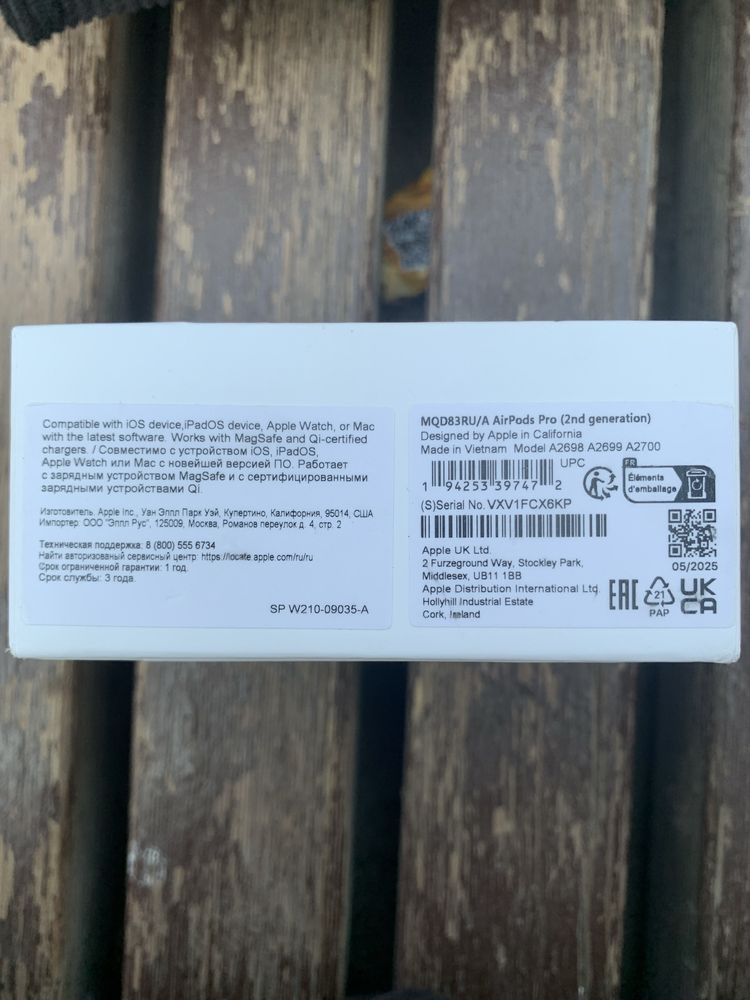 Compatible with iOS device,iPadOS device, Apple Watch, or Mac
with the latest software. Works with MagSafe and Qi-certified
chargers. / Совместимо с устройством iOS, iPadOS,
Apple Watch или Mac с новейшей версией ПО. Работает
с зарядным устройством MagSafe и с сертифицированными
зарядными устройствами Qi.
Изготовитель: Apple Inc., Уан Эппл Парк Уэй, Купертино, Калифорния, 95014, США
Импортер: ООО "Эппл Рус", 125009, Москва, Романов переулок д. 4, стр. 2
Техническая поддержка: 8 (800) 555 6734
Найти авторизованый сервисный центр: https://locate.apple.com/ru/ru
Срок ограниченной гарантии: 1 год.
Срок службы: 3 года.
SP W210-09035-A
MQD83RU/A AirPods Pro (2nd generation)
Designed by Apple in California
Made in Vietnam Model A2698 A2699 A2700
UPC
1 94253 39747 2
FR
Éléments
d'emballage
(S)Serial No. VXV1FCX6KP
Apple UK Ltd.
2 Furzeground Way, Stockley Park,
Middlesex, UB11 1BB
Apple Distribution International Ltd.
Hollyhill Industrial Estate
Cork, Ireland
05/2025
EAC
21
PAP
UK
CA